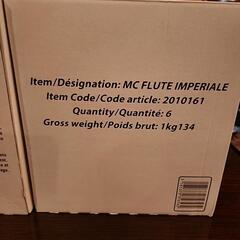 Item/Désignation: MC FLUTE IMPERIALE
Item Code/Code article: 2010161
Quantity/Quantité: 6
Gross weight/Poids brut: 1kg134